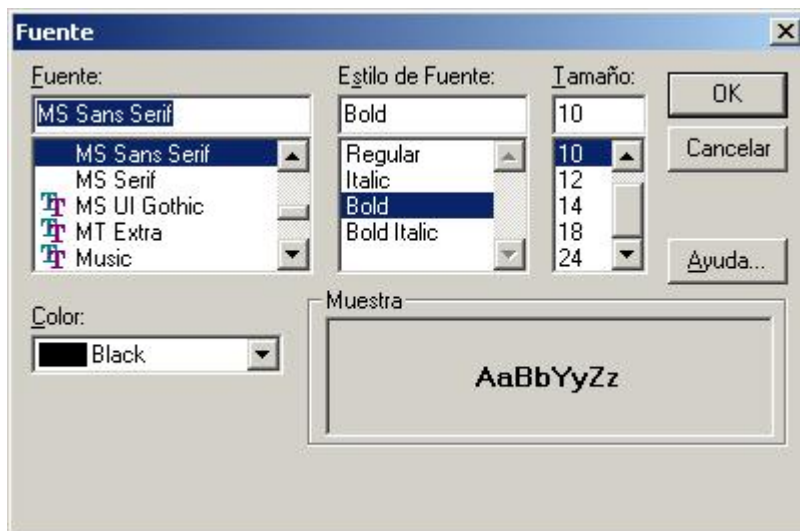 Fuente
Fuente:
MS Sans Serif
MS Sans Serif
MS Serif
MS UI Gothic
MT Extra
Music
Estilo de Fuente:
Bold
Regular
Italic
Bold
Bold Italic
Tamaño:
10
10
12
14
18
24
OK
Cancelar
Ayuda...
Color:
Black
Muestra
AaBbYyZz